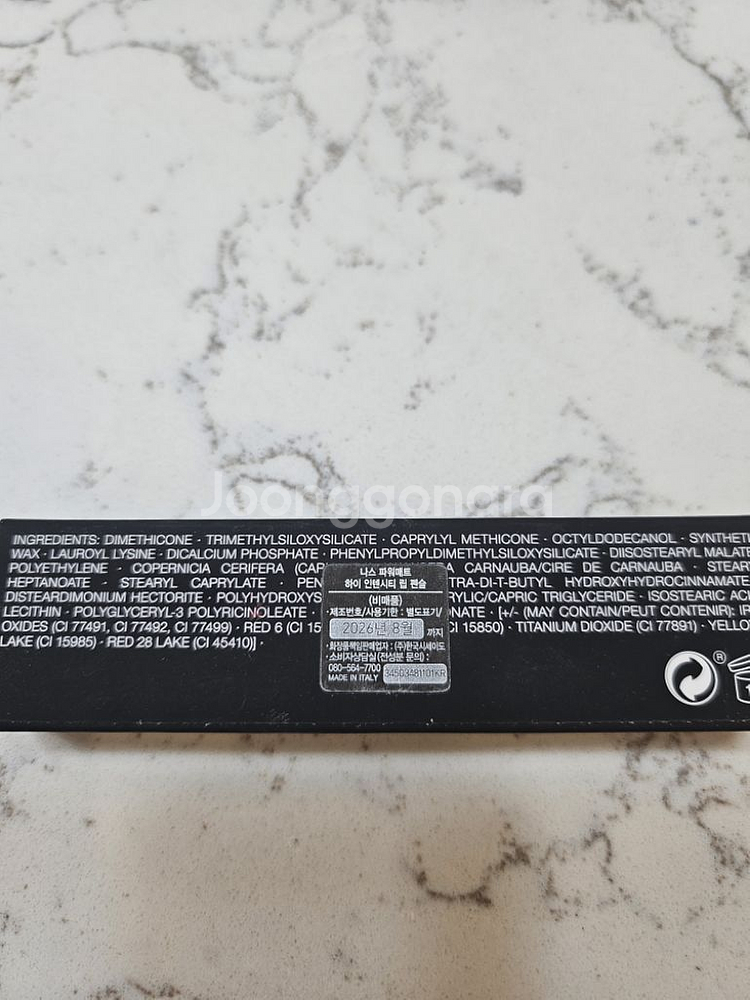 Joonggonara
INGREDIENTS: DIMETHICONE · TRIMETHYLSILOXYSILICATE · CAPRYLYL METHICONE · OCTYLDODECANOL · SYNTHETI
WAX · LAUROYL LYSINE · DICALCIUM PHOSPHATE · PHENYLPROPYLDIMETHYLSILOXYSILICATE · DIISOSTEARYL MALAT
POLYETHYLENE · COPERNICIA CERIFERA (CAR A CARNAUBA/CIRE DE CARNAUBA · STEAR
HEPTANOATE · STEARYL CAPRYLATE · PEN TRA-DI-T-BUTYL HYDROXYHYDROCINNAMATE
DISTEARDIMONIUM HECTORITE · POLYHYDROXYS RYLIC/CAPRIC TRIGLYCERIDE · ISOSTEARIC A
LECITHIN · POLYGLYCERYL-3 POLYRICINOLEATE · ONATE · [+/- (MAY CONTAIN/PEUT CONTENIR): IR
OXIDES (CI 77491, CI 77492, CI 77499) · RED 6 (CI 15 15850) · TITANIUM DIOXIDE (CI 77891) · YELLO
LAKE (CI 15985) · RED 28 LAKE (CI 45410)] ·
나스 파워매트
하이 인텐시티 립 펜슬
(비매품)
·제조번호/사용기한 : 별도표기/
2026년 8월 까지
·화장품책임판매업자 : (주)한국시세이도
·소비자상담실(전성분 문의) :
080-564-7700
MADE IN ITALY 34503481101KR
R